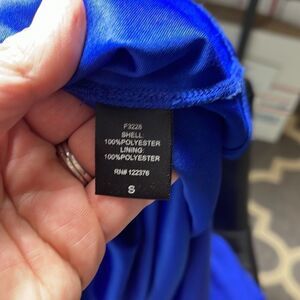 F3228
SHELL:
100%POLYESTER
LINING:
100%POLYESTER
RN# 122376
S